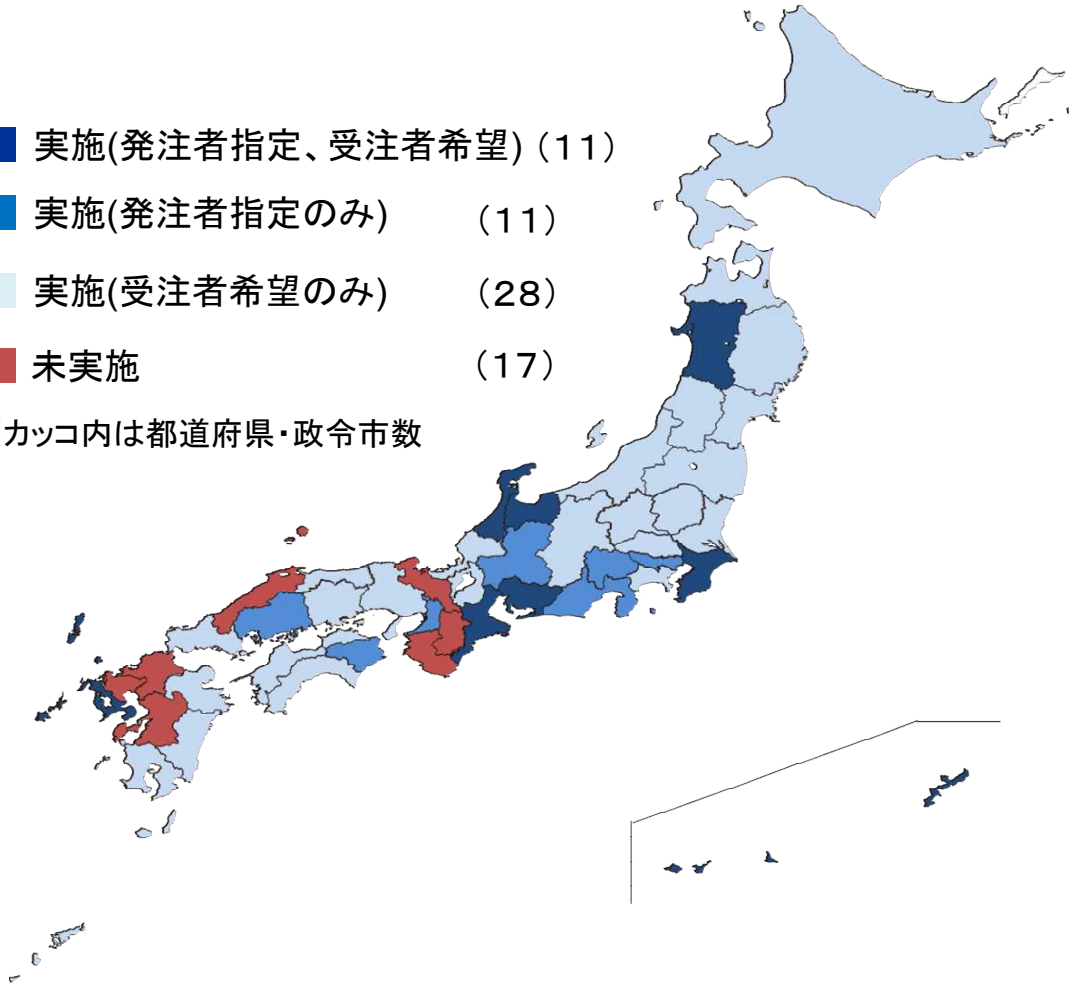 実施(発注者指定、受注者希望)（１１）
実施(発注者指定のみ) （１１）
実施(受注者希望のみ) （２８）
未実施 （１７）
カッコ内は都道府県・政令市数